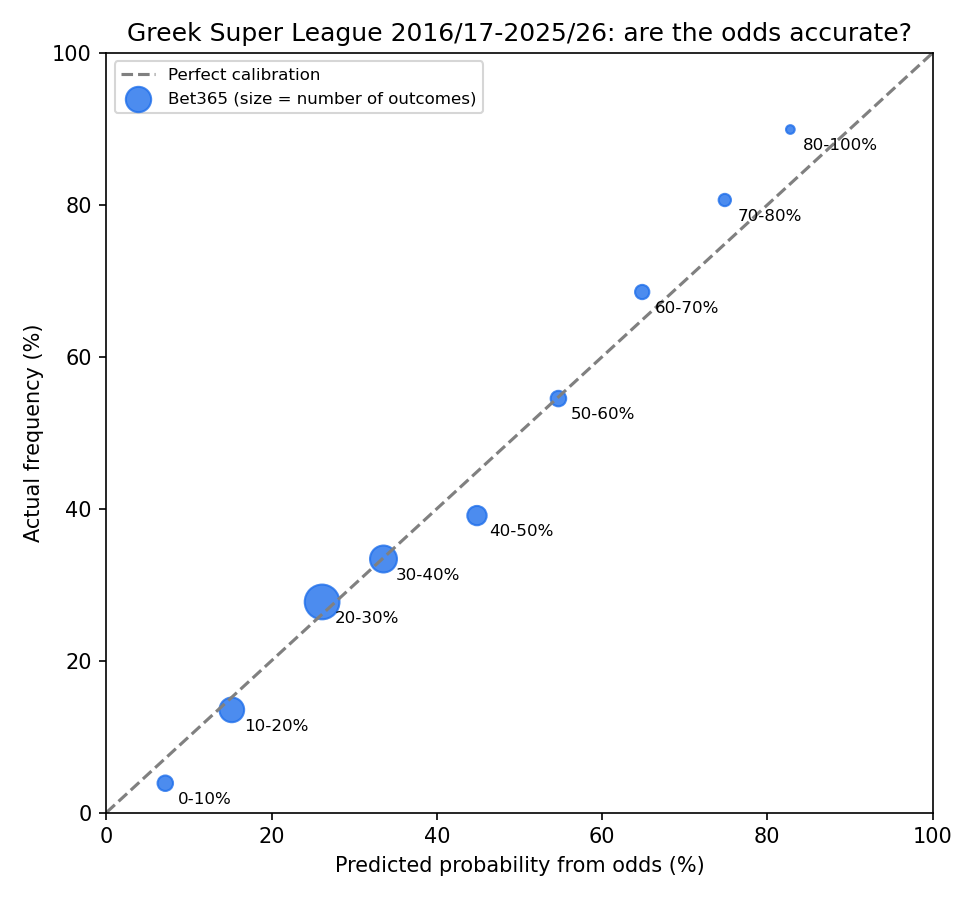 Greek Super League 2016/17-2025/26: are the odds accurate?
Perfect calibration
Bet365 (size = number of outcomes)
100
80
60
40
20
0
Actual frequency (%)
80-100%
70-80%
60-70%
50-60%
40-50%
30-40%
20-30%
10-20%
0-10%
0 20 40 60 80 100
Predicted probability from odds (%)